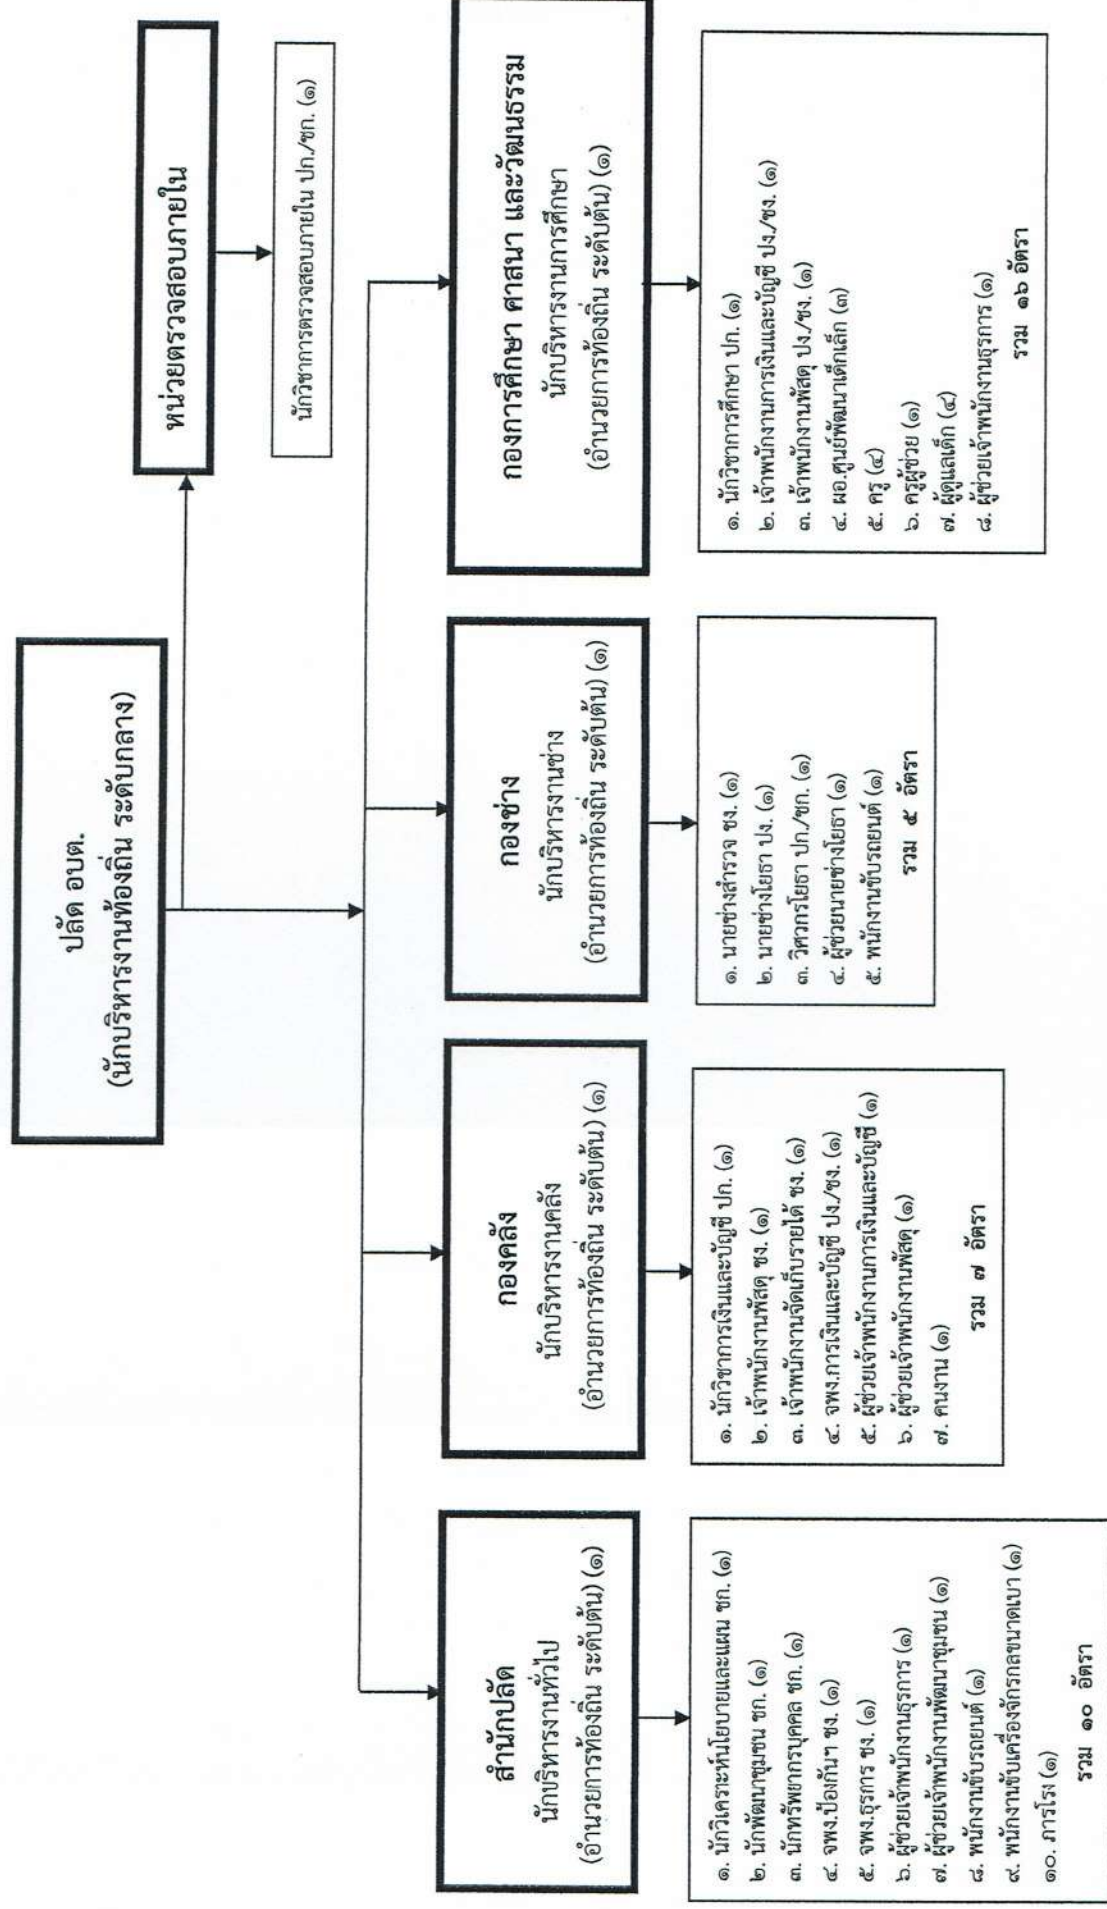 ปลัด อบต.
(นักบริหารงานท้องถิ่น ระดับกลาง)
หน่วยตรวจสอบภายใน
นักวิชาการตรวจสอบภายใน ปก./ชก. (๑)
สำนักปลัด
นักบริหารงานทั่วไป
(อำนวยการท้องถิ่น ระดับต้น) (๑)
๑. นักวิเคราะห์นโยบายและแผน ชก. (๑)
๒. นักพัฒนาชุมชน ชก. (๑)
๓. นักทรัพยากรบุคคล ชก. (๑)
๔. จพง.ป้องกันฯ ชง. (๑)
๕. จพง.ธุรการ ชง. (๑)
๖. ผู้ช่วยเจ้าพนักงานธุรการ (๑)
๗. ผู้ช่วยเจ้าพนักงานพัฒนาชุมชน (๑)
๘. พนักงานขับรถยนต์ (๑)
๙. พนักงานขับเครื่องจักรกลขนาดเบา (๑)
๑๐. ภารโรง (๑)
รวม ๑๐ อัตรา
กองคลัง
นักบริหารงานคลัง
(อำนวยการท้องถิ่น ระดับต้น) (๑)
๑. นักวิชาการเงินและบัญชี ปก. (๑)
๒. เจ้าพนักงานพัสดุ ชง. (๑)
๓. เจ้าพนักงานจัดเก็บรายได้ ชง. (๑)
๔. จพง.การเงินและบัญชี ปง./ชง. (๑)
๕. ผู้ช่วยเจ้าพนักงานการเงินและบัญชี (๑)
๖. ผู้ช่วยเจ้าพนักงานพัสดุ (๑)
๗. คนงาน (๑)
รวม ๗ อัตรา
กองช่าง
นักบริหารงานช่าง
(อำนวยการท้องถิ่น ระดับต้น) (๑)
๑. นายช่างสำรวจ ชง. (๑)
๒. นายช่างโยธา ปง. (๑)
๓. วิศวกรโยธา ปก./ชก. (๑)
๔. ผู้ช่วยนายช่างโยธา (๑)
๕. พนักงานขับรถยนต์ (๑)
รวม ๕ อัตรา
กองการศึกษา ศาสนา และวัฒนธรรม
นักบริหารงานการศึกษา
(อำนวยการท้องถิ่น ระดับต้น) (๑)
๑. นักวิชาการศึกษา ปก. (๑)
๒. เจ้าพนักงานการเงินและบัญชี ปง./ชง. (๑)
๓. เจ้าพนักงานพัสดุ ปง./ชง. (๑)
๔. ผอ.ศูนย์พัฒนาเด็กเล็ก (๓)
๕. ครู (๔)
๖. ครูผู้ช่วย (๑)
๗. ผู้ดูแลเด็ก (๔)
๘. ผู้ช่วยเจ้าพนักงานธุรการ (๑)
รวม ๑๖ อัตรา